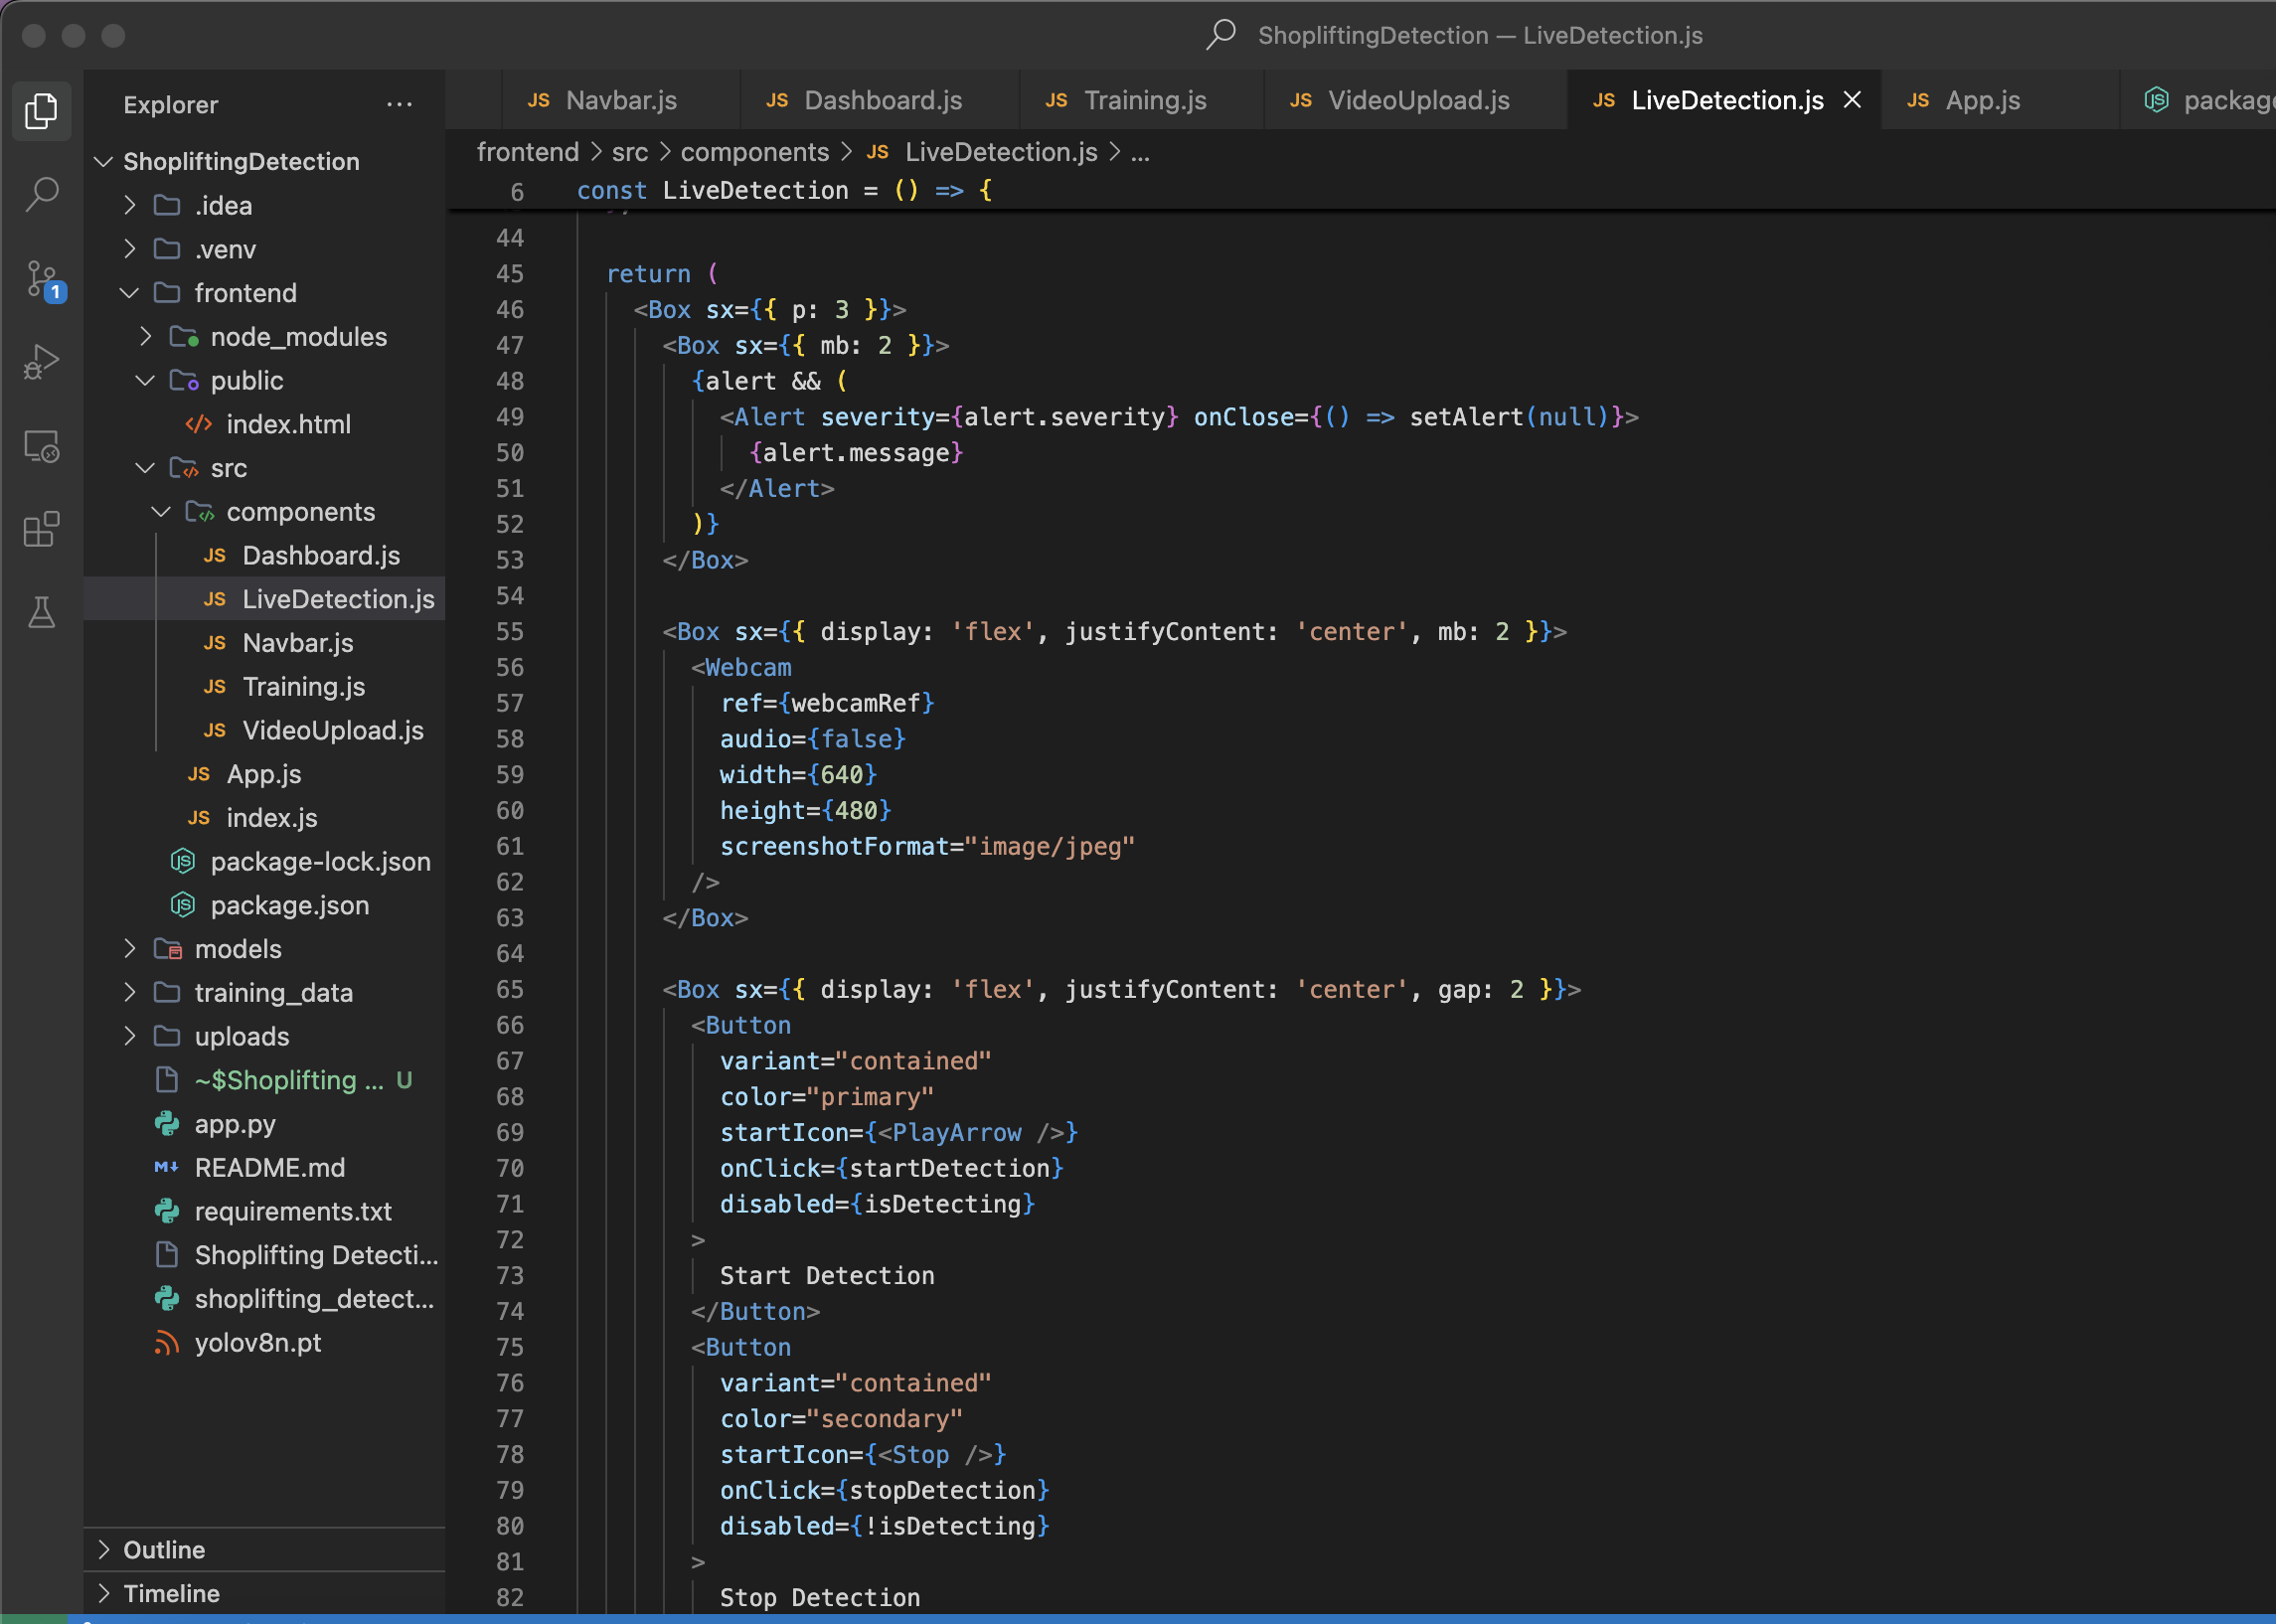 ShopliftingDetection — LiveDetection.js
Explorer
ShopliftingDetection
.idea
.venv
frontend
node_modules
public
index.html
src
components
JS Dashboard.js
JS LiveDetection.js
JS Navbar.js
JS Training.js
JS VideoUpload.js
JS App.js
JS index.js
package-lock.json
package.json
models
training_data
uploads
~$Shoplifting ... U
app.py
README.md
requirements.txt
Shoplifting Detecti...
shoplifting_detect...
yolov8n.pt
Outline
Timeline
1
JS Navbar.js JS Dashboard.js JS Training.js JS VideoUpload.js JS LiveDetection.js JS App.js package
frontend > src > components > JS LiveDetection.js > ...
6 const LiveDetection = () => {
44
45 return (
46 <Box sx={{ p: 3 }}>
47 <Box sx={{ mb: 2 }}>
48 {alert && (
49 <Alert severity={alert.severity} onClose={() => setAlert(null)}>
50 {alert.message}
51 </Alert>
52 )}
53 </Box>
54
55 <Box sx={{ display: 'flex', justifyContent: 'center', mb: 2 }}>
56 <Webcam
57 ref={webcamRef}
58 audio={false}
59 width={640}
60 height={480}
61 screenshotFormat="image/jpeg"
62 />
63 </Box>
64
65 <Box sx={{ display: 'flex', justifyContent: 'center', gap: 2 }}>
66 <Button
67 variant="contained"
68 color="primary"
69 startIcon={<PlayArrow />}
70 onClick={startDetection}
71 disabled={isDetecting}
72 >
73 Start Detection
74 </Button>
75 <Button
76 variant="contained"
77 color="secondary"
78 startIcon={<Stop />}
79 onClick={stopDetection}
80 disabled={!isDetecting}
81 >
82 Stop Detection